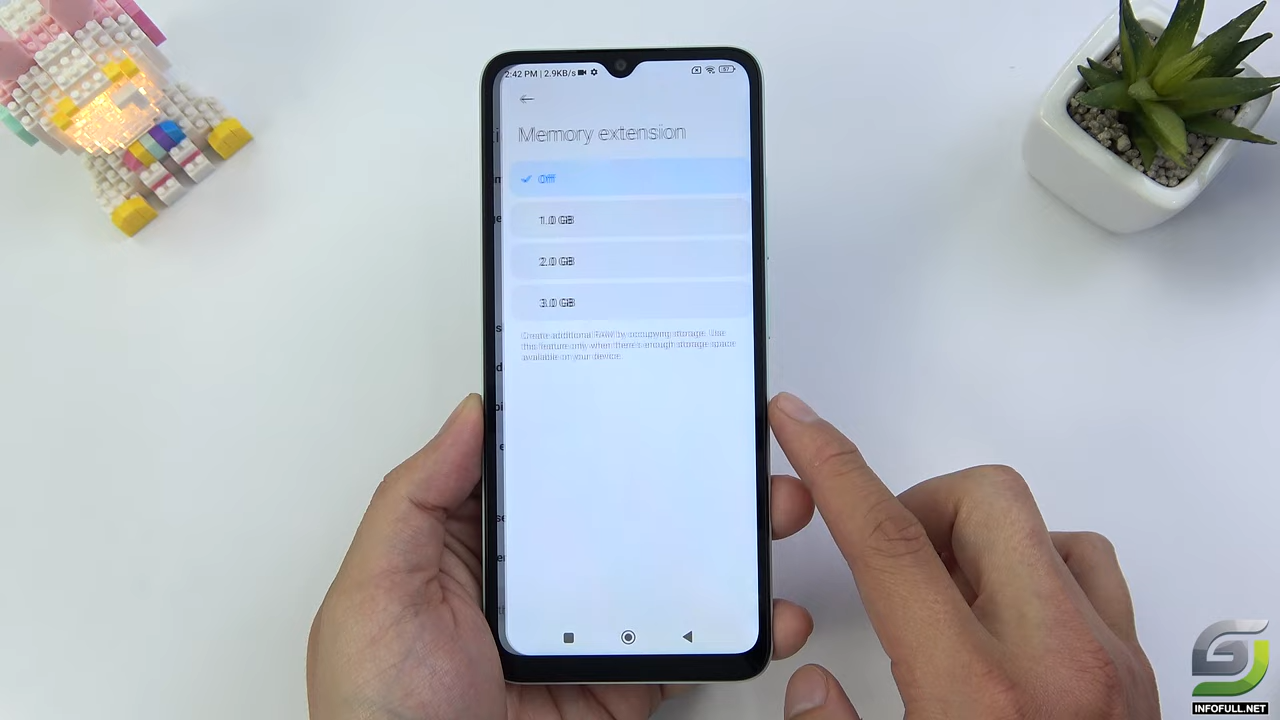 2:42 PM | 2.9KB/s
57
Memory extension
Off
1.0 GB
2.0 GB
3.0 GB
Create additional RAM by occupying storage. Use
this feature only when there's enough storage space
available on your device.
INFOFULL.NET